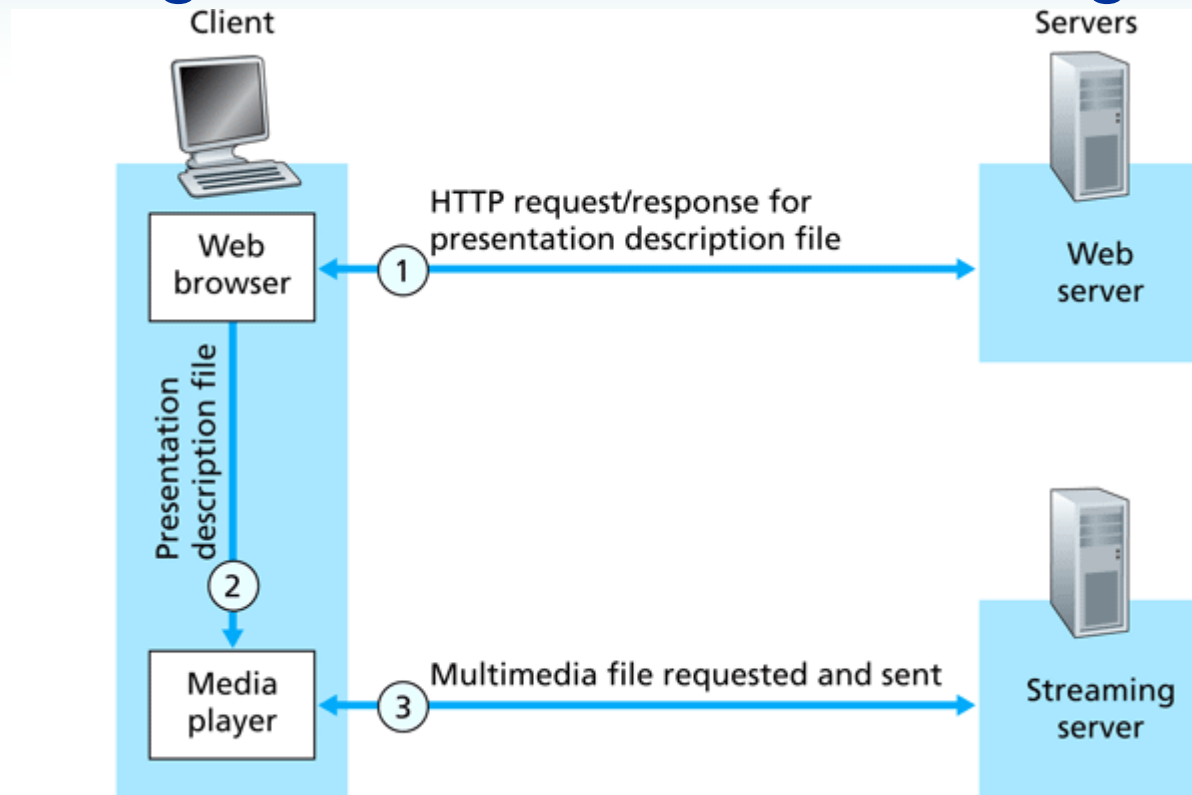 Client
Servers
HTTP request/response for
presentation description file
Web
browser
1
Web
server
Presentation
description file
2
Media
player
Multimedia file requested and sent
3
Streaming
server